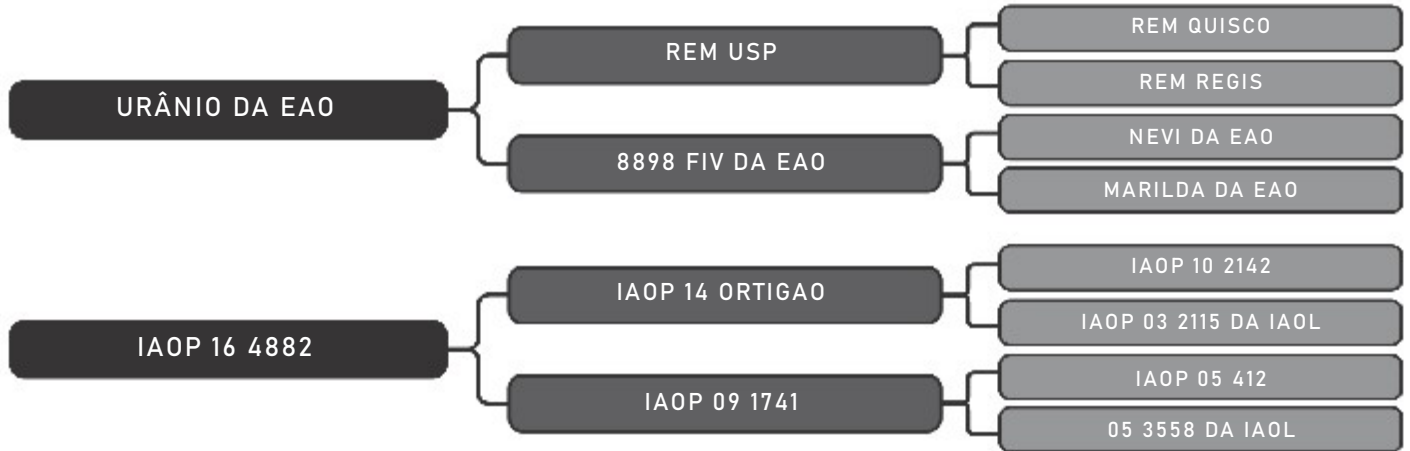 URÂNIO DA EAO
REM USP
8898 FIV DA EAO
REM QUISCO
REM REGIS
NEVI DA EAO
MARILDA DA EAO
IAOP 16 4882
IAOP 14 ORTIGAO
IAOP 09 1741
IAOP 10 2142
IAOP 03 2115 DA IAOL
IAOP 05 412
05 3558 DA IAOL